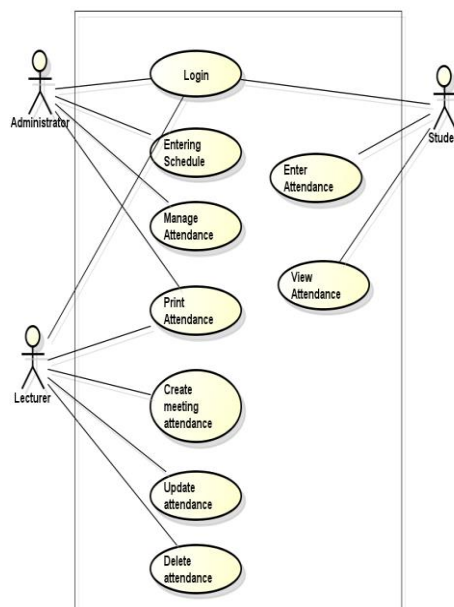 Login
Administrator
Stude
Entering
Schedule
Enter
Attendance
Manage
Attendance
View
Attendance
Print
Attendance
Lecturer
Create
meeting
attendance
Update
attendance
Delete
attendance